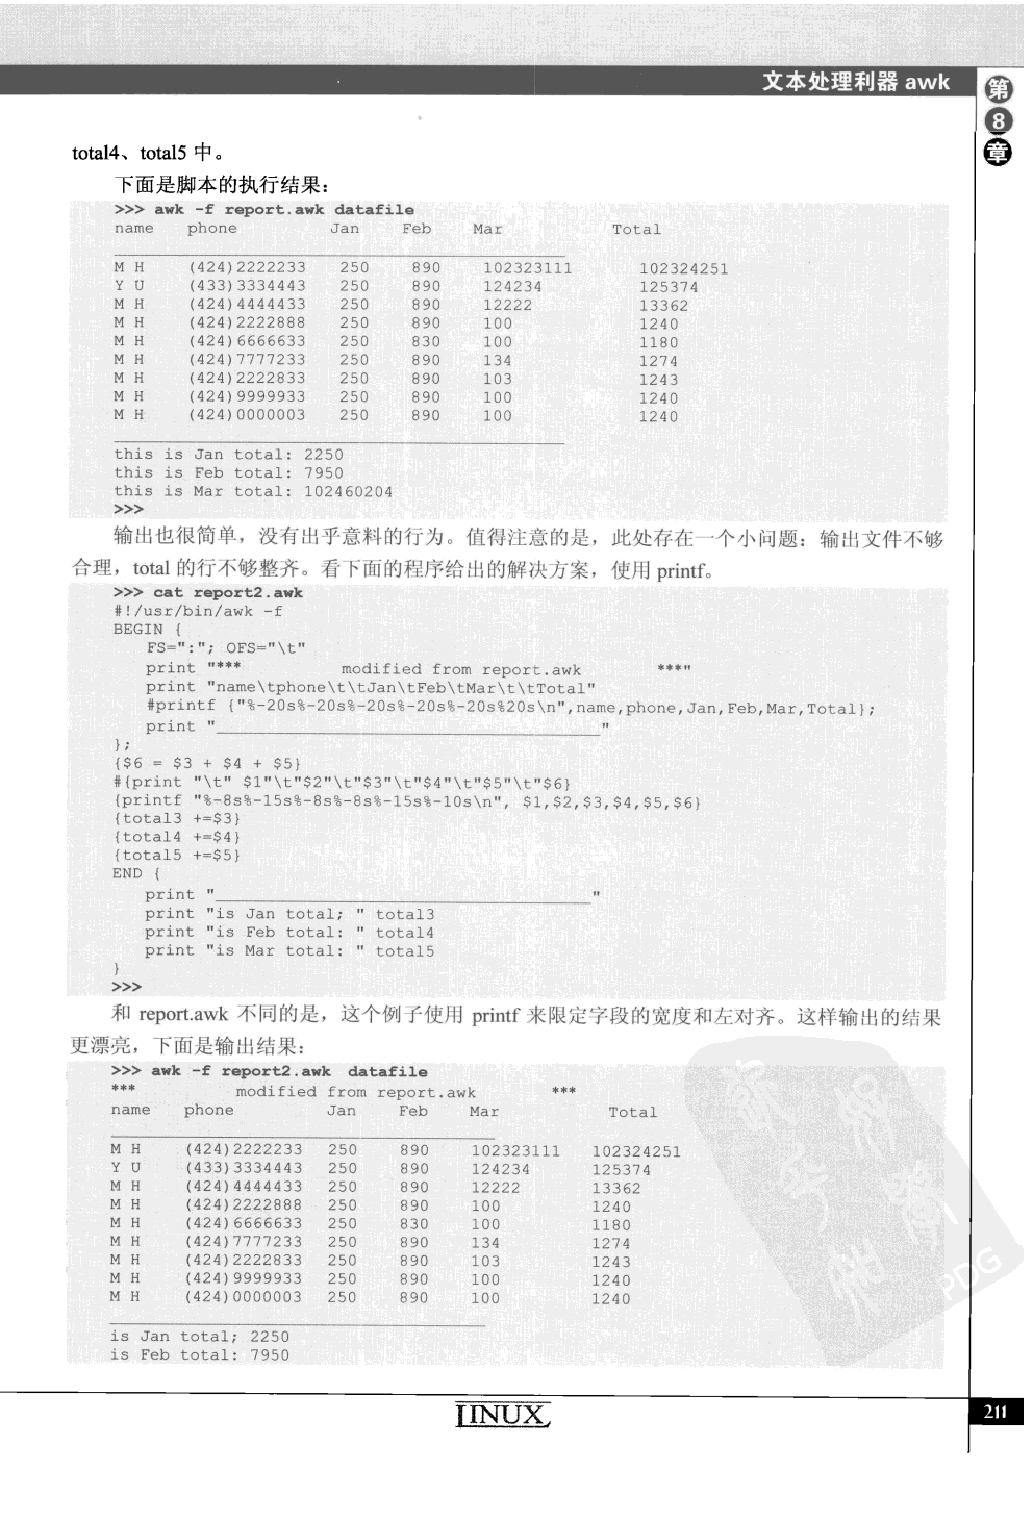 文本处理利器 awk
第
8
章
total4、total5 中。
下面是脚本的执行结果：
>>> awk -f report.awk datafile
name phone Jan Feb Mar Total
M H (424)2222233 250 890 102323111 102324251
Y U (433)3334443 250 890 124234 125374
M H (424)4444433 250 890 12222 13362
M H (424)2222888 250 890 100 1240
M H (424)6666633 250 830 100 1180
M H (424)7777233 250 890 134 1274
M H (424)2222833 250 890 103 1243
M H (424)9999933 250 890 100 1240
M H (424)0000003 250 890 100 1240
this is Jan total: 2250
this is Feb total: 7950
this is Mar total: 102460204
>>>
输出也很简单，没有出乎意料的行为。值得注意的是，此处存在一个小问题：输出文件不够
合理，total 的行不够整齐。看下面的程序给出的解决方案，使用 printf。
>>> cat report2.awk
#!/usr/bin/awk -f
BEGIN {
FS=":"; OFS="\t"
print "*** modified from report.awk ***"
print "name\tphone\t\tJan\tFeb\tMar\t\tTotal"
#printf {"%-20s%-20s%-20s%-20s%-20s%20s\n",name,phone,Jan,Feb,Mar,Total};
print "______________________________________"
};
{$6 = $3 + $4 + $5}
#{print "\t" $1"\t"$2"\t"$3"\t"$4"\t"$5"\t"$6}
{printf "%-8s%-15s%-8s%-8s%-15s%-10s\n", $1,$2,$3,$4,$5,$6}
{total3 +=$3}
{total4 +=$4}
{total5 +=$5}
END {
print "_____________________________________"
print "is Jan total; " total3
print "is Feb total: " total4
print "is Mar total: " total5
}
>>>
和 report.awk 不同的是，这个例子使用 printf 来限定字段的宽度和左对齐。这样输出的结果
更漂亮，下面是输出结果：
>>> awk -f report2.awk datafile
*** modified from report.awk ***
name phone Jan Feb Mar Total
M H (424)2222233 250 890 102323111 102324251
Y U (433)3334443 250 890 124234 125374
M H (424)4444433 250 890 12222 13362
M H (424)2222888 250 890 100 1240
M H (424)6666633 250 830 100 1180
M H (424)7777233 250 890 134 1274
M H (424)2222833 250 890 103 1243
M H (424)9999933 250 890 100 1240
M H (424)0000003 250 890 100 1240
is Jan total; 2250
is Feb total: 7950
PDG
LINUX
211